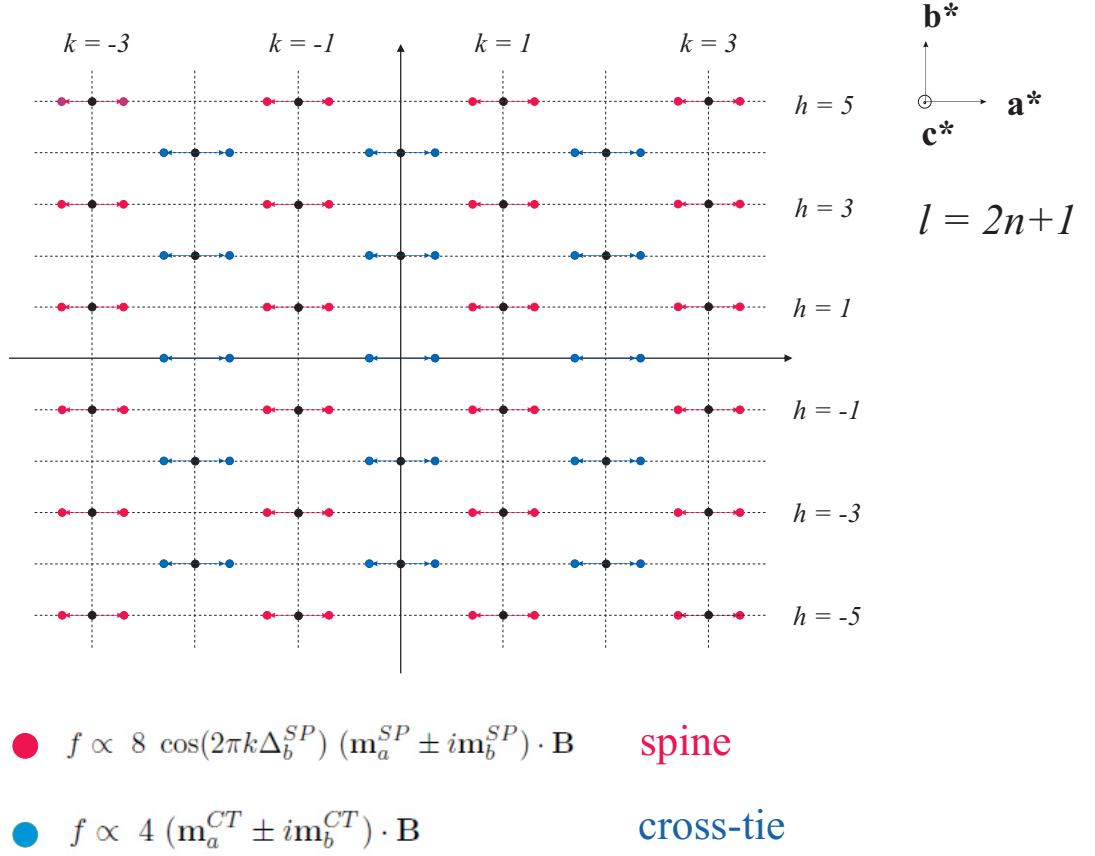 k = -3 k = -1 k = 1 k = 3
b*
a*
c*
h = 5
h = 3
l = 2n+1
h = 1
h = -1
h = -3
h = -5
f ∝ 8 cos(2πkΔ_b^{SP}) (m_a^{SP} ± im_b^{SP}) · B spine
f ∝ 4 (m_a^{CT} ± im_b^{CT}) · B cross-tie